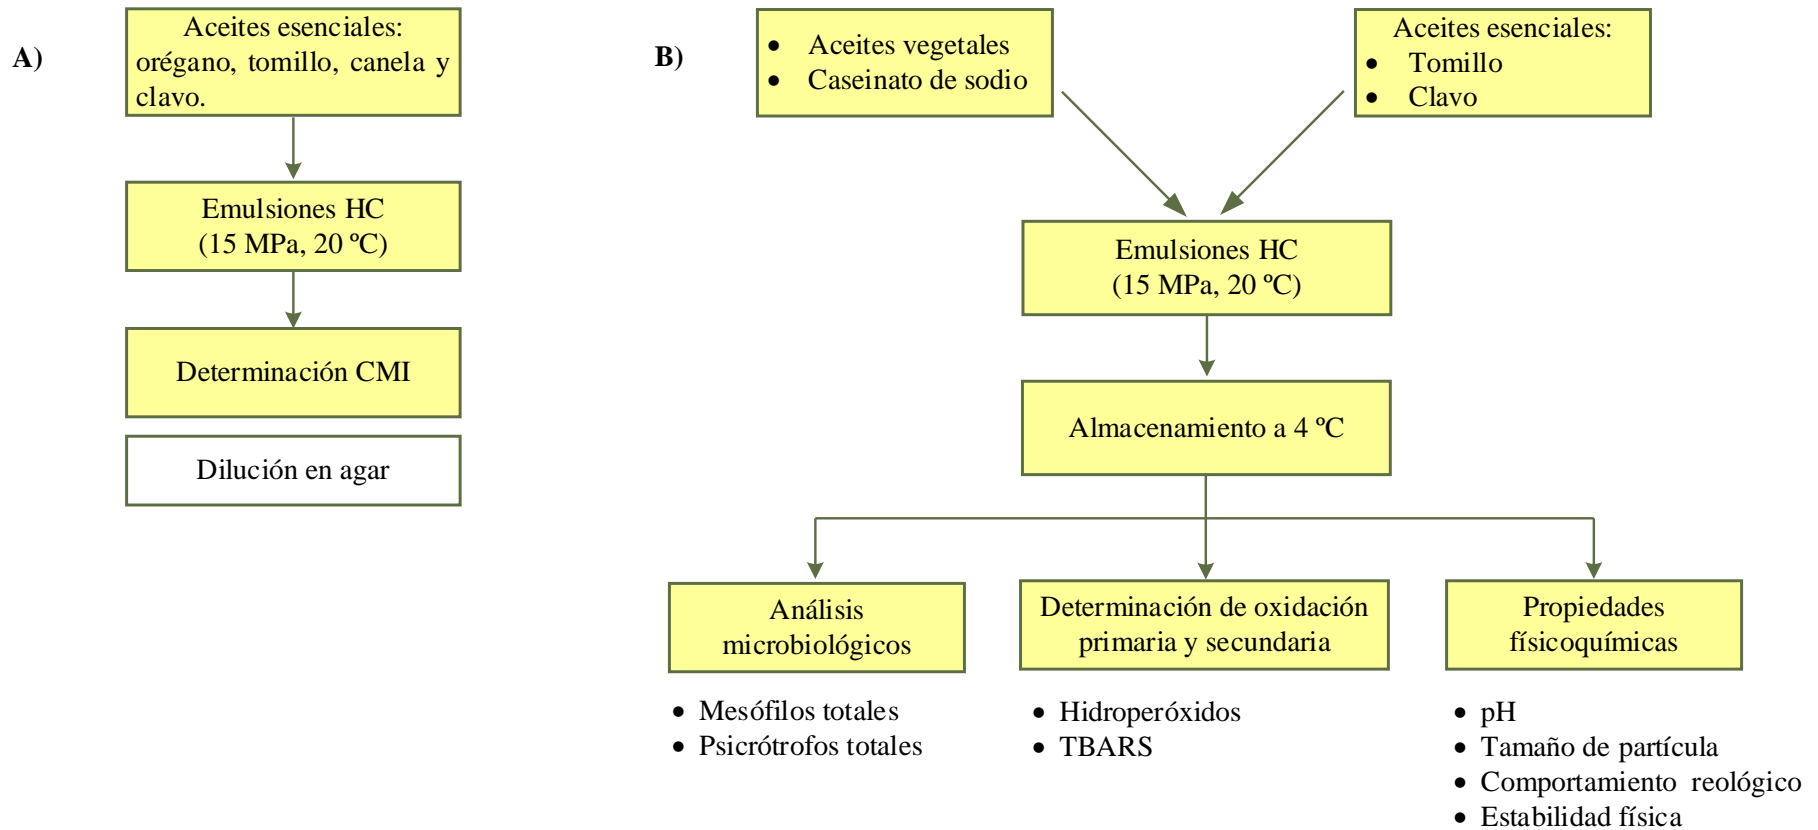 A)
Aceites esenciales:
orégano, tomillo, canela y
clavo.
Emulsiones HC
(15 MPa, 20 ºC)
Determinación CMI
Dilución en agar
B)
• Aceites vegetales
• Caseinato de sodio
Aceites esenciales:
• Tomillo
• Clavo
Emulsiones HC
(15 MPa, 20 ºC)
Almacenamiento a 4 ºC
Análisis
microbiológicos
• Mesófilos totales
• Psicrótrofos totales
Determinación de oxidación
primaria y secundaria
• Hidroperóxidos
• TBARS
Propiedades
físicoquímicas
• pH
• Tamaño de partícula
• Comportamiento reológico
• Estabilidad física